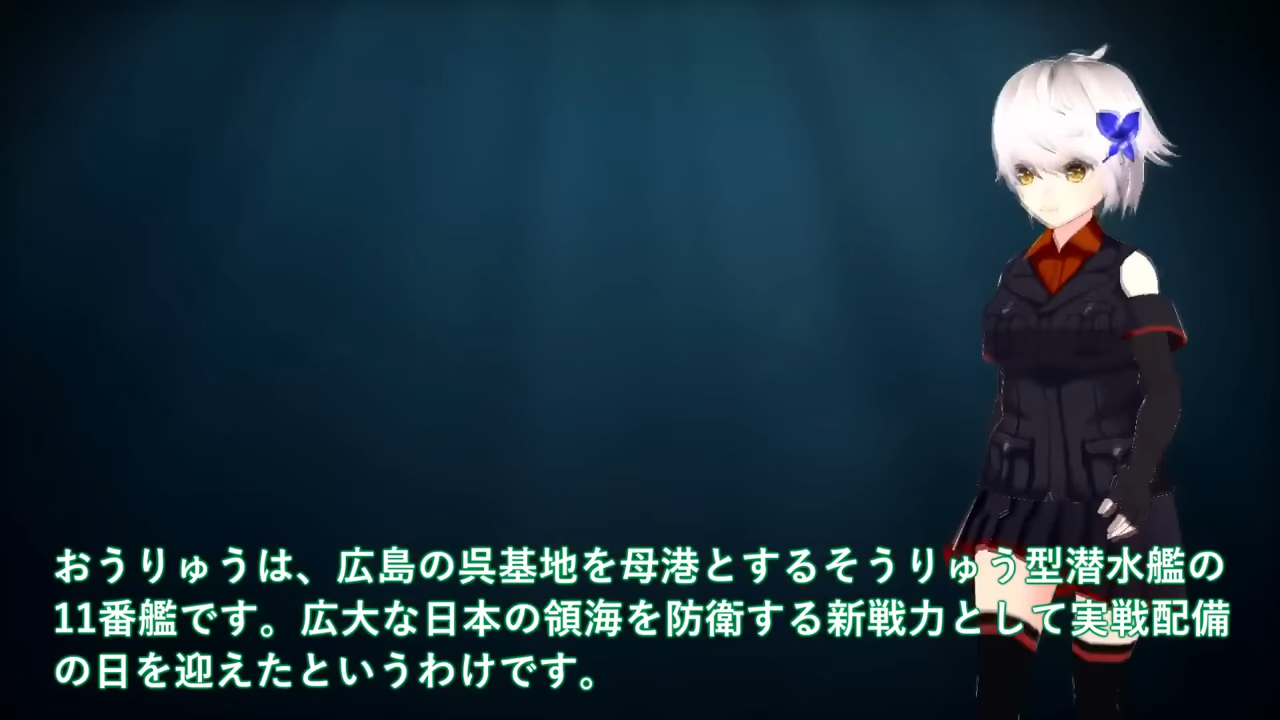 おうりゅうは、広島の呉基地を母港とするそうりゅう型潜水艦の
11番艦です。広大な日本の領海を防衛する新戦力として実戦配備
の日を迎えたというわけです。